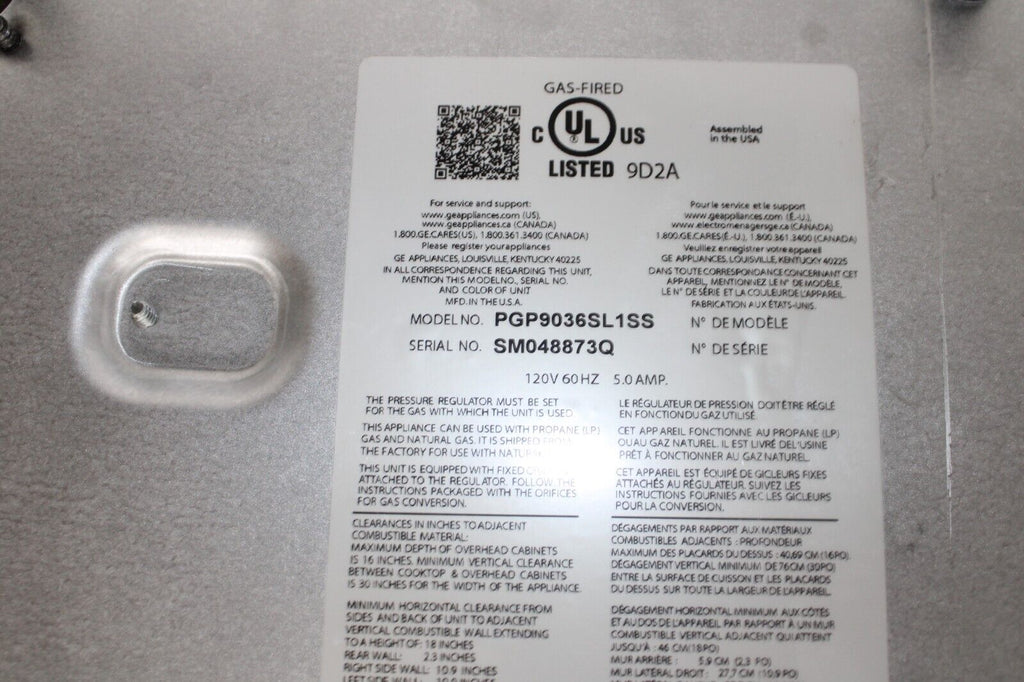 GAS-FIRED
C UL US
LISTED 9D2A
Assembled
in the USA
For service and support:
www.geappliances.com (US),
www.geappliances.ca (CANADA)
1.800.GE.CARES(US), 1.800.361.3400 (CANADA)
Please register your appliances
GE APPLIANCES, LOUISVILLE, KENTUCKY 40225
IN ALL CORRESPONDENCE REGARDING THIS UNIT,
MENTION THIS MODEL NO., SERIAL NO.
AND COLOR OF UNIT
MFD. IN THE U.S.A.
Pour le service et le support
www.geappliances.com (É.-U.),
www.electromenagersge.ca (CANADA)
1.800.GE.CARES (É.-U.), 1.800.361.3400 (CANADA)
Veuillez enregistrer votre appareil
GE APPLIANCES, LOUISVILLE, KENTUCKY 40225
DANS TOUTE CORRESPONDANCE CONCERNANT CET
APPAREIL, MENTIONNEZ LE N° DE MODÈLE,
LE N° DE SÉRIE ET LA COULEUR DE L'APPAREIL.
FABRICATION AUX ÉTATS-UNIS.
MODEL NO. PGP9036SL1SS N° DE MODÈLE
SERIAL NO. SM048873Q N° DE SÉRIE
120V 60HZ 5.0 AMP.
THE PRESSURE REGULATOR MUST BE SET
FOR THE GAS WITH WHICH THE UNIT IS USED
THIS APPLIANCE CAN BE USED WITH PROPANE (LP)
GAS AND NATURAL GAS. IT IS SHIPPED FROM
THE FACTORY FOR USE WITH
THIS UNIT IS EQUIPPED WITH FIXED
ATTACHED TO THE REGULATOR. FOLLOW THE
INSTRUCTIONS PACKAGED WITH THE ORIFICES
FOR GAS CONVERSION.
LE RÉGULATEUR DE PRESSION DOIT ÊTRE RÉGLÉ
EN FONCTION DU GAZ UTILISÉ.
CET APPAREIL FONCTIONNE AU PROPANE (LP)
OU AU GAZ NATUREL. IL EST LIVRÉ DE L'USINE
PRÊT À FONCTIONNER AU GAZ NATUREL.
CET APPAREIL EST ÉQUIPÉ DE GICLEURS FIXES
ATTACHÉS AU RÉGULATEUR. SUIVEZ LES
INSTRUCTIONS FOURNIES AVEC LES GICLEURS
POUR LA CONVERSION.
CLEARANCES IN INCHES TO ADJACENT
COMBUSTIBLE MATERIAL:
MAXIMUM DEPTH OF OVERHEAD CABINETS
IS 16 INCHES. MINIMUM VERTICAL CLEARANCE
BETWEEN COOKTOP & OVERHEAD CABINETS
IS 30 INCHES FOR THE WIDTH OF THE APPLIANCE.
MINIMUM HORIZONTAL CLEARANCE FROM
SIDES AND BACK OF UNIT TO ADJACENT
VERTICAL COMBUSTIBLE WALL EXTENDING
TO A HEIGHT OF: 18 INCHES
REAR WALL: 2.3 INCHES
RIGHT SIDE WALL: 10.9 INCHES
LEFT SIDE WALL:
DÉGAGEMENTS PAR RAPPORT AUX MATÉRIAUX
COMBUSTIBLES ADJACENTS : PROFONDEUR
MAXIMUM DES PLACARDS DU DESSUS : 40,69 CM (16PO).
DÉGAGEMENT VERTICAL MINIMUM DE 76CM (30PO)
ENTRE LA SURFACE DE CUISSON ET LES PLACARDS
DU DESSUS SUR TOUTE LA LARGEUR DE L'APPAREIL.
DÉGAGEMENT HORIZONTAL MINIMUM AUX CÔTÉS
ET AU DOS DE L'APPAREIL PAR RAPPORT À UN MUR
COMBUSTIBLE VERTICAL ADJACENT QUI ATTEINT
JUSQU'À : 46 CM (18PO)
MUR ARRIÈRE : 5.9 CM (2.3 PO)
MUR LATÉRAL DROIT : 27.7 CM (10.9 PO)